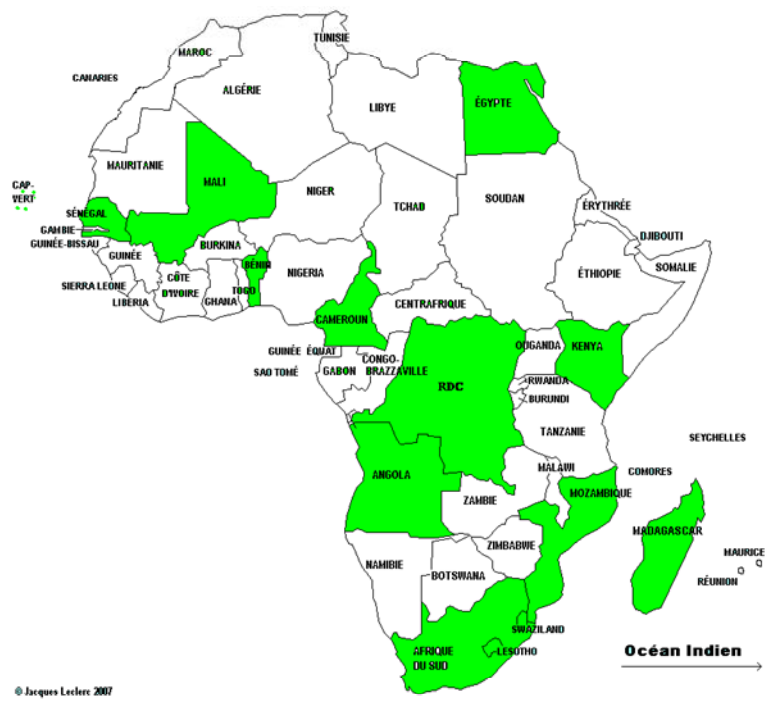 TUNISIE
MAROC
CANARIES
ALGÉRIE
LIBYE
ÉGYPTE
MAURITANIE
MALI
NIGER
TCHAD
SOUDAN
CAP-
VERT
ÉRYTHRÉE
SÉNÉGAL
GAMBIE
DJIBOUTI
GUINÉE-BISSAU
BURKINA
GUINÉE
BÉNIN
NIGERIA
ÉTHIOPIE
SOMALIE
CÔTE
D'IVOIRE
SIERRA LEONE
TOGO
GHANA
LIBERIA
CENTRAFRIQUE
CAMEROUN
GUINÉE ÉQUAT
OUGANDA
KENYA
CONGO-
BRAZZAVILLE
SAO TOMÉ
GABON
RDC
RWANDA
BURUNDI
TANZANIE
SEYCHELLES
ANGOLA
MALAWI
COMORES
ZAMBIE
MOZAMBIQUE
MADAGASCAR
ZIMBABWE
MAURICE
NAMIBIE
BOTSWANA
RÉUNION
SWAZILAND
AFRIQUE
DU SUD
LESOTHO
Océan Indien
© Jacques Leclerc 2007